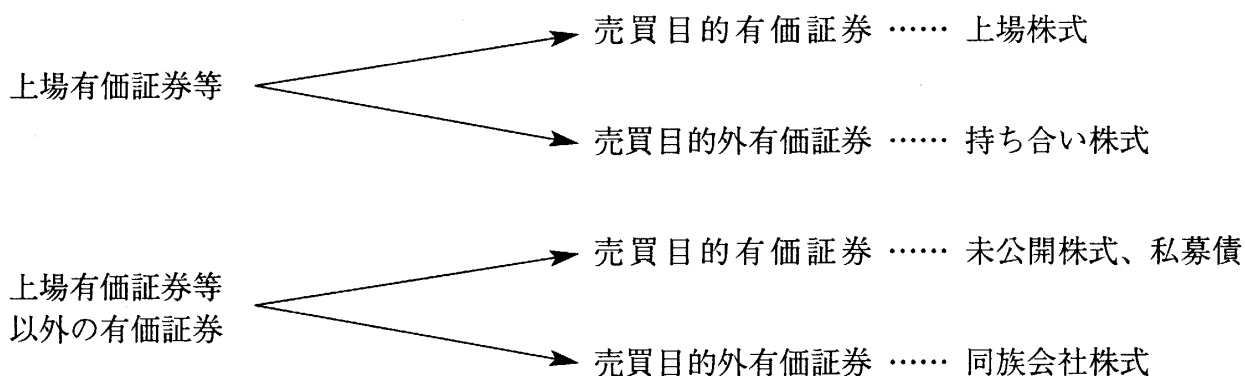 売買目的有価証券 …… 上場株式
上場有価証券等
売買目的外有価証券 …… 持ち合い株式
売買目的有価証券 …… 未公開株式、私募債
上場有価証券等
以外の有価証券
売買目的外有価証券 …… 同族会社株式